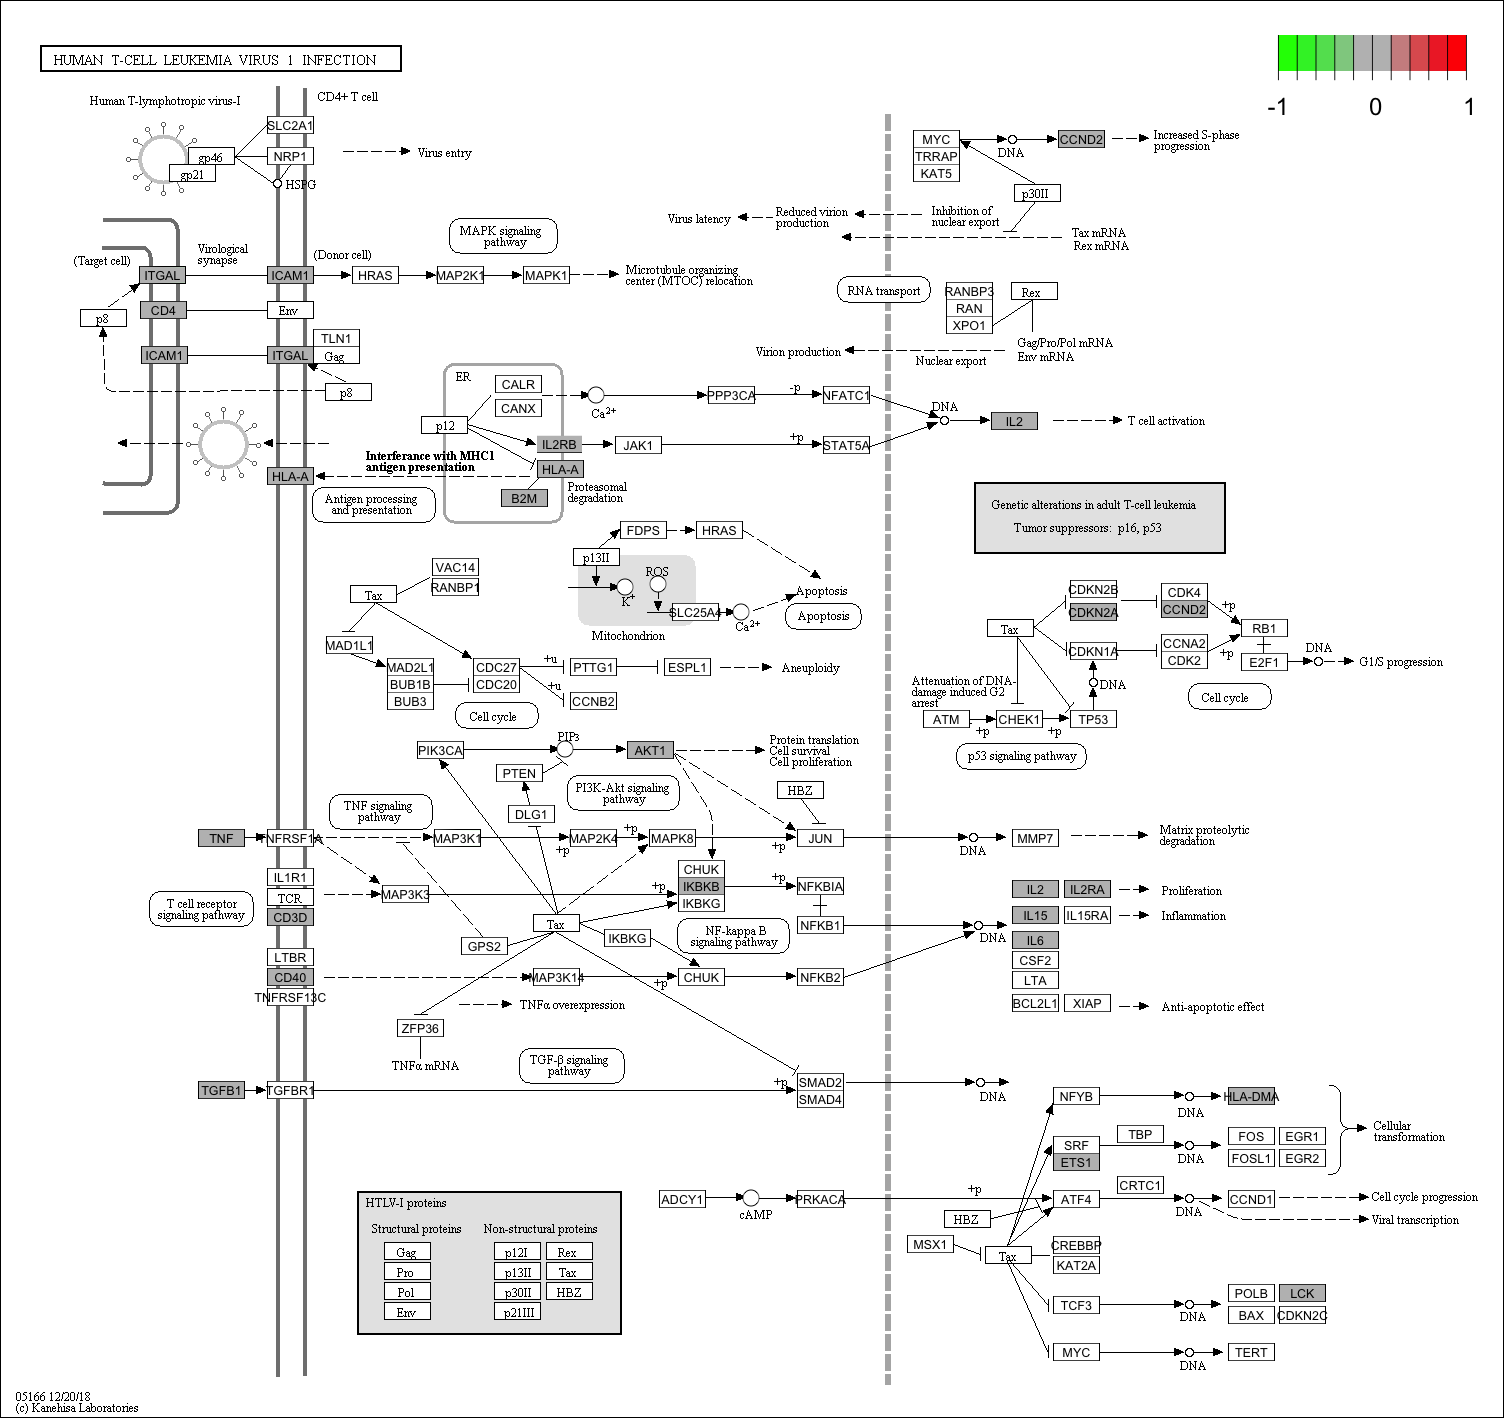 HUMAN T-CELL LEUKEMIA VIRUS 1 INFECTION
-1 0 1
Human T-lymphotropic virus-I
CD4+ T cell
SLC2A1
gp46
NRP1
Virus entry
gp21
HSPG
MYC
TRRAP
KAT5
DNA
CCND2
Increased S-phase
progression
p30II
Virus latency
Reduced virion
production
Inhibition of
nuclear export
Tax mRNA
Rex mRNA
MAPK signaling
pathway
(Target cell)
Virological
synapse
(Donor cell)
ITGAL
ICAM1
HRAS
MAP2K1
MAPK1
Microtubule organizing
center (MTOC) relocation
p8
CD4
Env
ICAM1
ITGAL
TLN1
Gag
p8
RNA transport
RANBP3
RAN
XPO1
Rex
Virion production
Nuclear export
Gag/Pro/Pol mRNA
Env mRNA
ER
CALR
CANX
Ca2+
PPP3CA
-p
NFATC1
p12
IL2RB
JAK1
+p
STAT5A
DNA
IL2
T cell activation
Interferance with MHC1
antigen presentation
HLA-A
HLA-A
B2M
Proteasomal
degradation
Antigen processing
and presentation
Genetic alterations in adult T-cell leukemia
Tumor suppressors: p16, p53
FDPS
HRAS
p13II
ROS
K+
SLC25A4
Ca2+
Apoptosis
Apoptosis
Mitochondrion
VAC14
RANBP1
Tax
MAD1L1
MAD2L1
BUB1B
BUB3
CDC27
CDC20
+u
+u
PTTG1
ESPL1
Aneuploidy
CCNB2
Cell cycle
CDKN2B
CDKN2A
CDK4
CCND2
+p
Tax
CDKN1A
CCNA2
CDK2
+p
RB1
E2F1
DNA
G1/S progression
DNA
Attenuation of DNA-
damage induced G2
arrest
ATM
+p
CHEK1
+p
TP53
Cell cycle
p53 signaling pathway
PIK3CA
PIP3
AKT1
Protein translation
Cell survival
Cell proliferation
PTEN
PI3K-Akt signaling
pathway
DLG1
HBZ
TNF signaling
pathway
TNF
TNFRSF1A
MAP3K1
+p
MAP2K4
+p
MAPK8
+p
JUN
DNA
MMP7
Matrix proteolytic
degradation
IL1R1
TCR
CD3D
T cell receptor
signaling pathway
MAP3K3
+p
CHUK
IKBKB
IKBKG
+p
NFKBIA
NFKB1
Tax
GPS2
IKBKG
NF-kappa B
signaling pathway
DNA
IL2
IL2RA
Proliferation
IL15
IL15RA
Inflammation
IL6
CSF2
LTA
BCL2L1
XIAP
Anti-apoptotic effect
LTBR
CD40
TNFRSF13C
MAP3K14
+p
CHUK
NFKB2
TNFα overexpression
ZFP36
TNFα mRNA
TGF-β signaling
pathway
TGFB1
TGFBR1
+p
SMAD2
SMAD4
DNA
NFYB
DNA
HLA-DMA
SRF
ETS1
TBP
DNA
FOS
EGR1
FOSL1
EGR2
Cellular
transformation
ADCY1
cAMP
PRKACA
+p
ATF4
CRTC1
DNA
CCND1
Cell cycle progression
Viral transcription
HBZ
MSX1
Tax
CREBBP
KAT2A
TCF3
DNA
POLB
LCK
BAX
CDKN2C
MYC
DNA
TERT
HTLV-I proteins
Structural proteins
Non-structural proteins
Gag
p12I
Rex
Pro
p13II
Tax
Pol
p30II
HBZ
Env
p21III
05166 12/20/18
(c) Kanehisa Laboratories